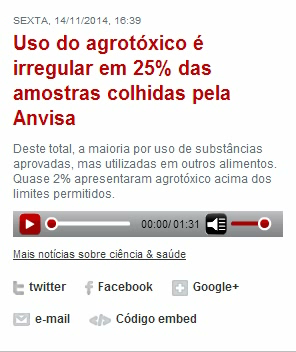 SEXTA, 14/11/2014, 16:39
Uso do agrotóxico é
irregular em 25% das
amostras colhidas pela
Anvisa
Deste total, a maioria por uso de substâncias
aprovadas, mas utilizadas em outros alimentos.
Quase 2% apresentaram agrotóxico acima dos
limites permitidos.
00:00/ 01:31
Mais notícias sobre ciência & saúde
twitter Facebook Google+
e-mail Código embed